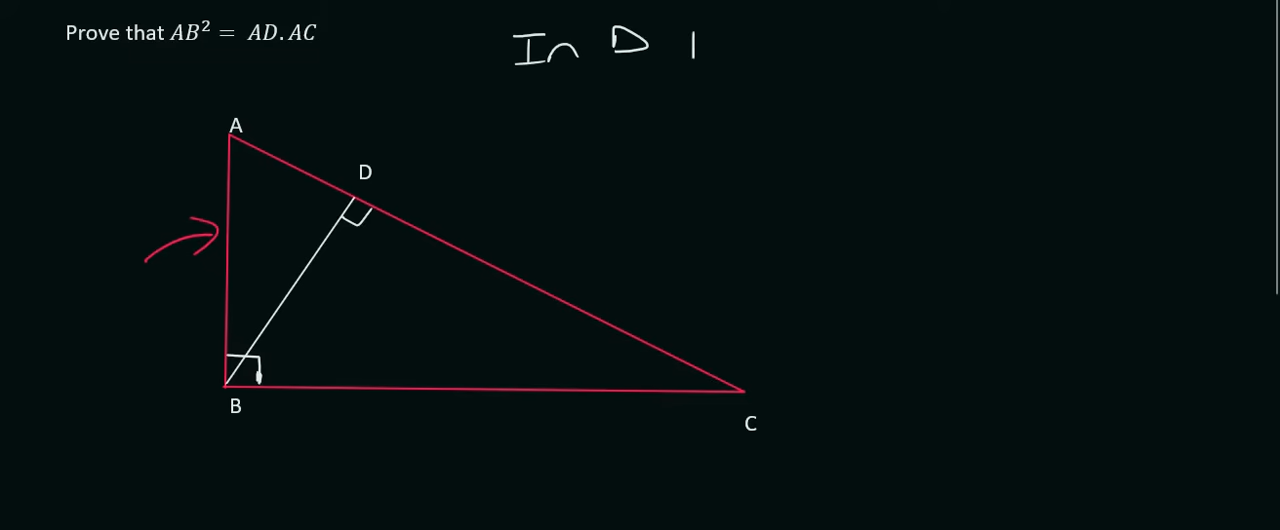 Prove that AB² = AD. AC
In D |
A
D
B
C